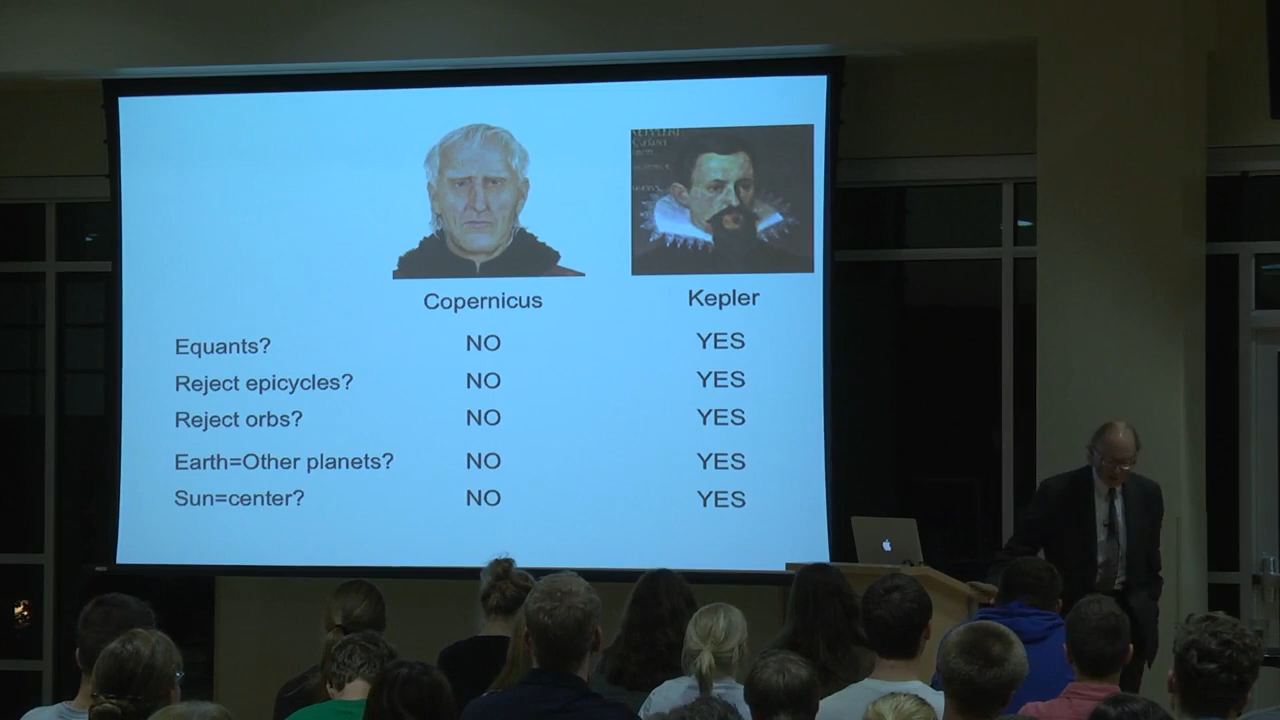 Copernicus Kepler
Equants? NO YES
Reject epicycles? NO YES
Reject orbs? NO YES
Earth=Other planets? NO YES
Sun=center? NO YES